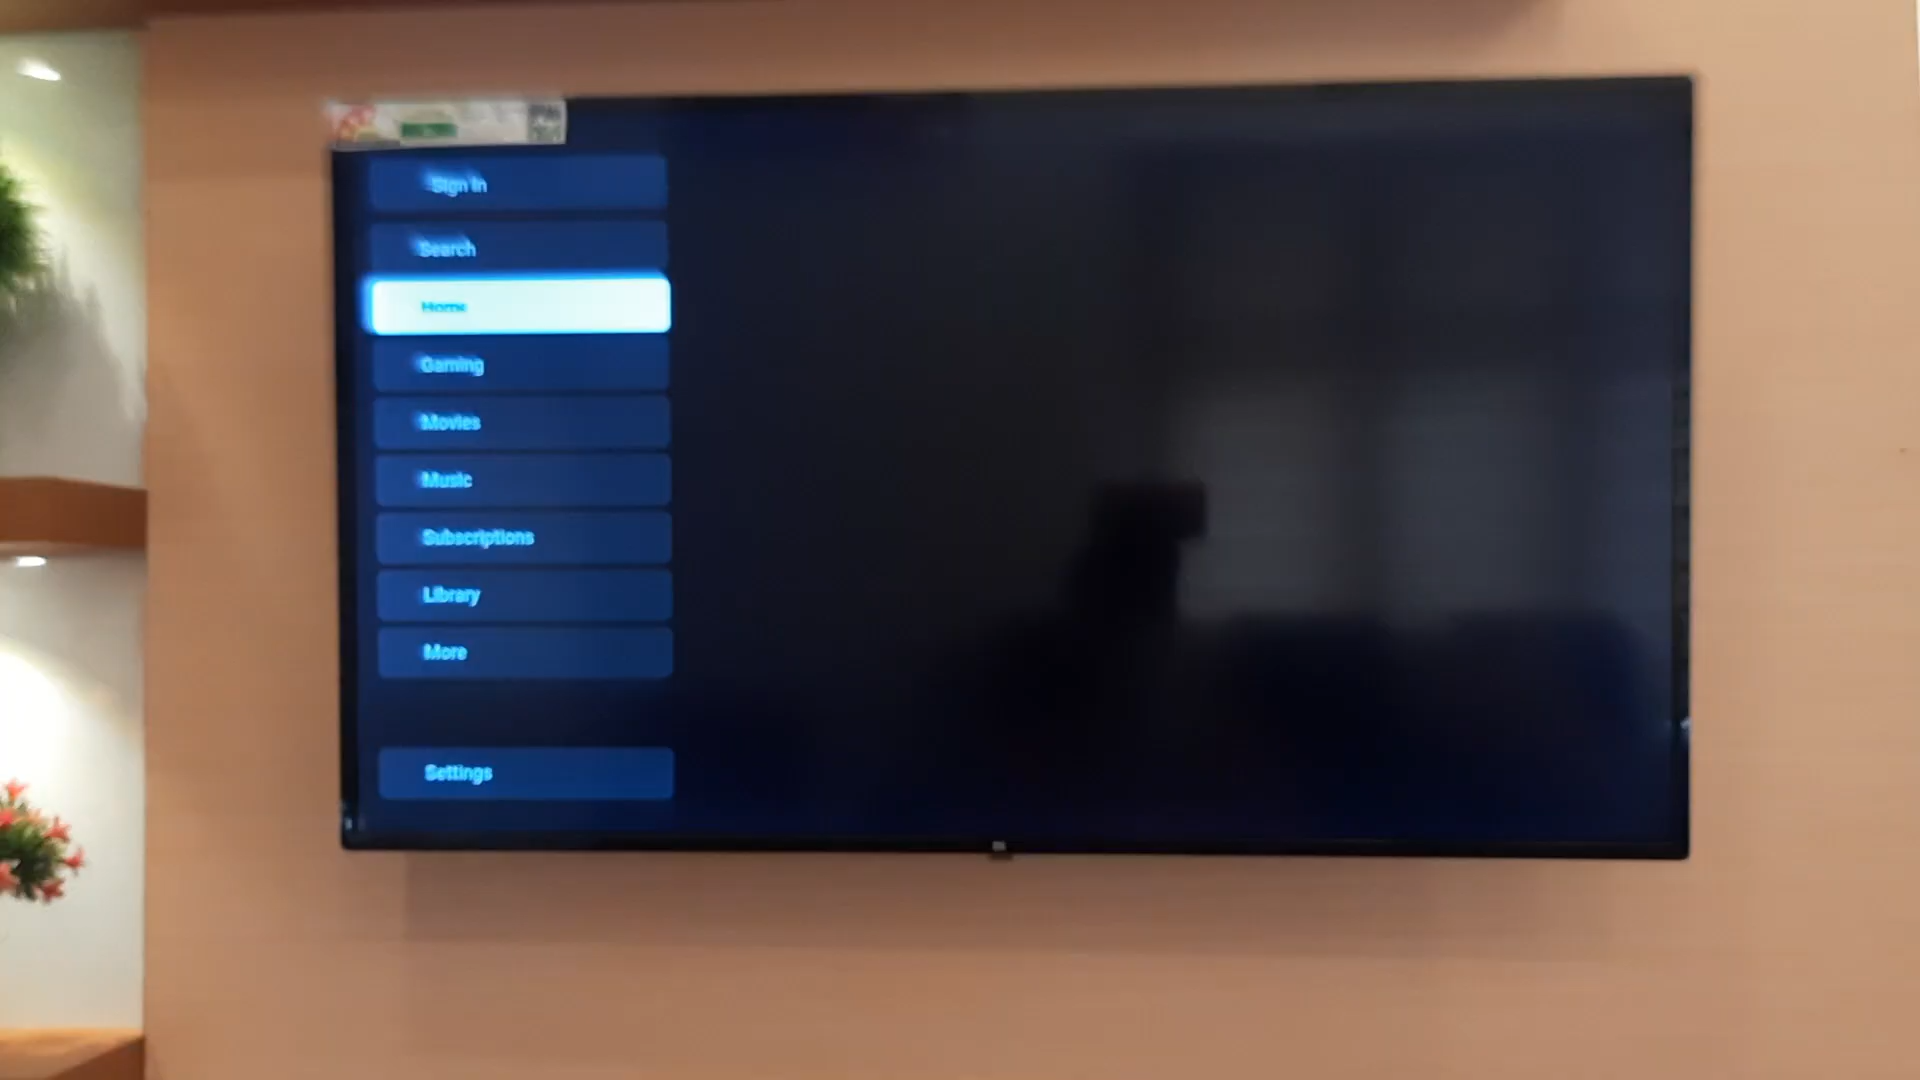 Sign in
Search
Home
Gaming
Movies
Music
Subscriptions
Library
More
Settings